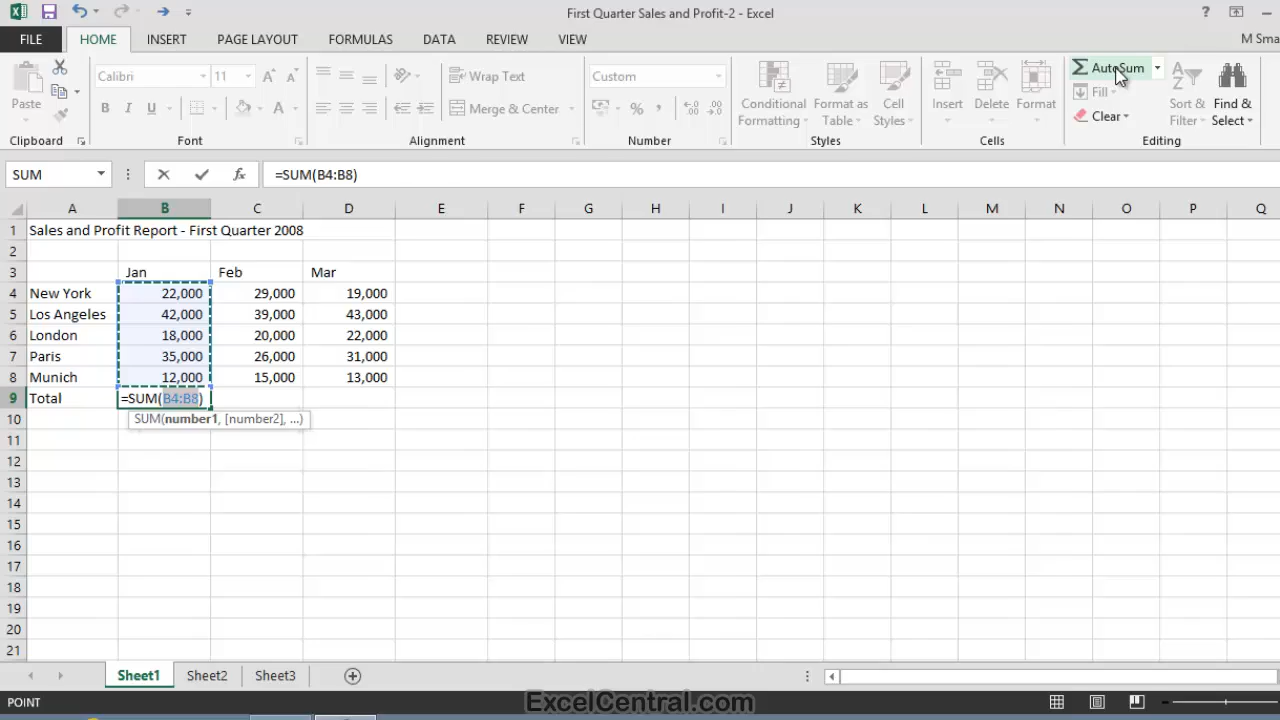 First Quarter Sales and Profit-2 - Excel
?
FILE HOME INSERT PAGE LAYOUT FORMULAS DATA REVIEW VIEW M Sma
Paste
Clipboard
Calibri 11
B I U A A A
Font
Wrap Text
Merge & Center
Alignment
Custom
% , .00 .0
Number
Conditional Formatting
Format as Table
Cell Styles
Styles
Insert Delete Format
Cells
Σ AutoSum
Fill
Clear
Sort & Filter
Find & Select
Editing
SUM fx =SUM(B4:B8)
A B C D E F G H I J K L M N O P Q
1 Sales and Profit Report - First Quarter 2008
2
3 Jan Feb Mar
4 New York 22,000 29,000 19,000
5 Los Angeles 42,000 39,000 43,000
6 London 18,000 20,000 22,000
7 Paris 35,000 26,000 31,000
8 Munich 12,000 15,000 13,000
9 Total =SUM(B4:B8)
10 SUM(number1, [number2], ...)
11
12
13
14
15
16
17
18
19
20
21
Sheet1 Sheet2 Sheet3
POINT
ExcelCentral.com